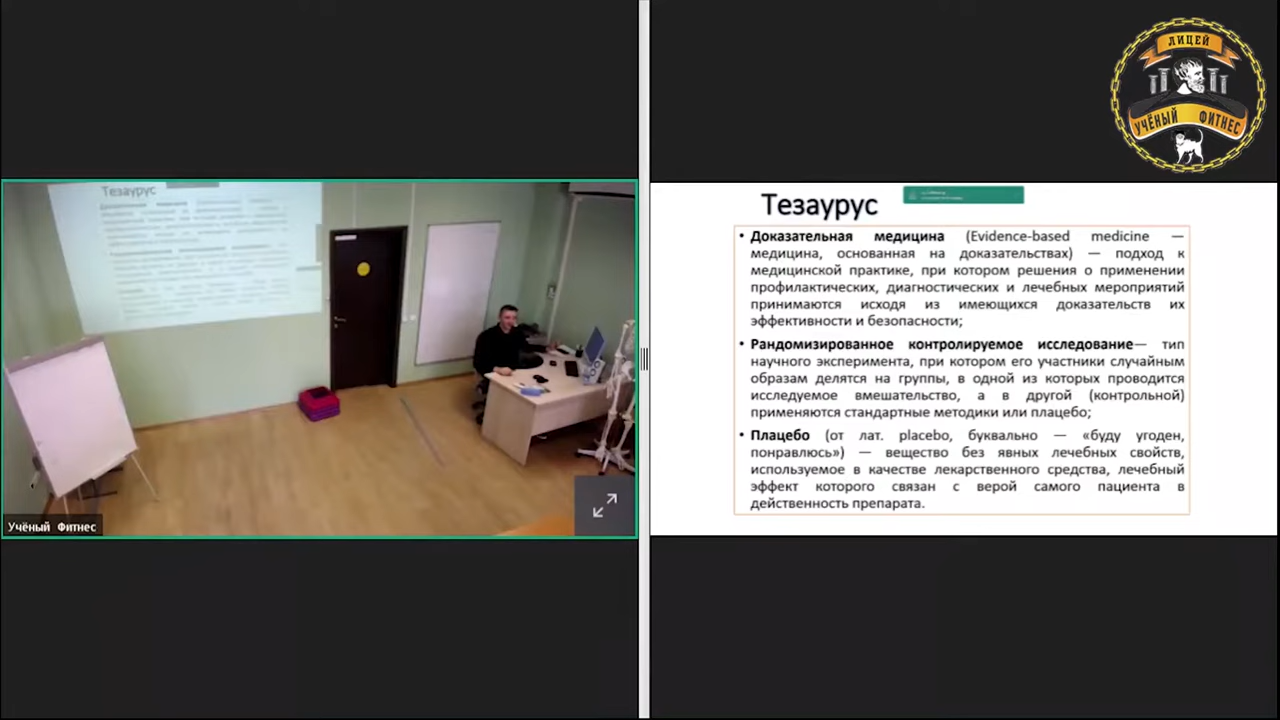 ЛИЦЕЙ
УЧЁНЫЙ ФИТНЕС
Тезаурус
Учёный Фитнес
Тезаурус
• Доказательная медицина (Evidence-based medicine —
медицина, основанная на доказательствах) — подход к
медицинской практике, при котором решения о применении
профилактических, диагностических и лечебных мероприятий
принимаются исходя из имеющихся доказательств их
эффективности и безопасности;
• Рандомизированное контролируемое исследование— тип
научного эксперимента, при котором его участники случайным
образам делятся на группы, в одной из которых проводится
исследуемое вмешательство, а в другой (контрольной)
применяются стандартные методики или плацебо;
• Плацебо (от лат. placebo, буквально — «буду угоден,
понравлюсь») — вещество без явных лечебных свойств,
используемое в качестве лекарственного средства, лечебный
эффект которого связан с верой самого пациента в
действенность препарата.